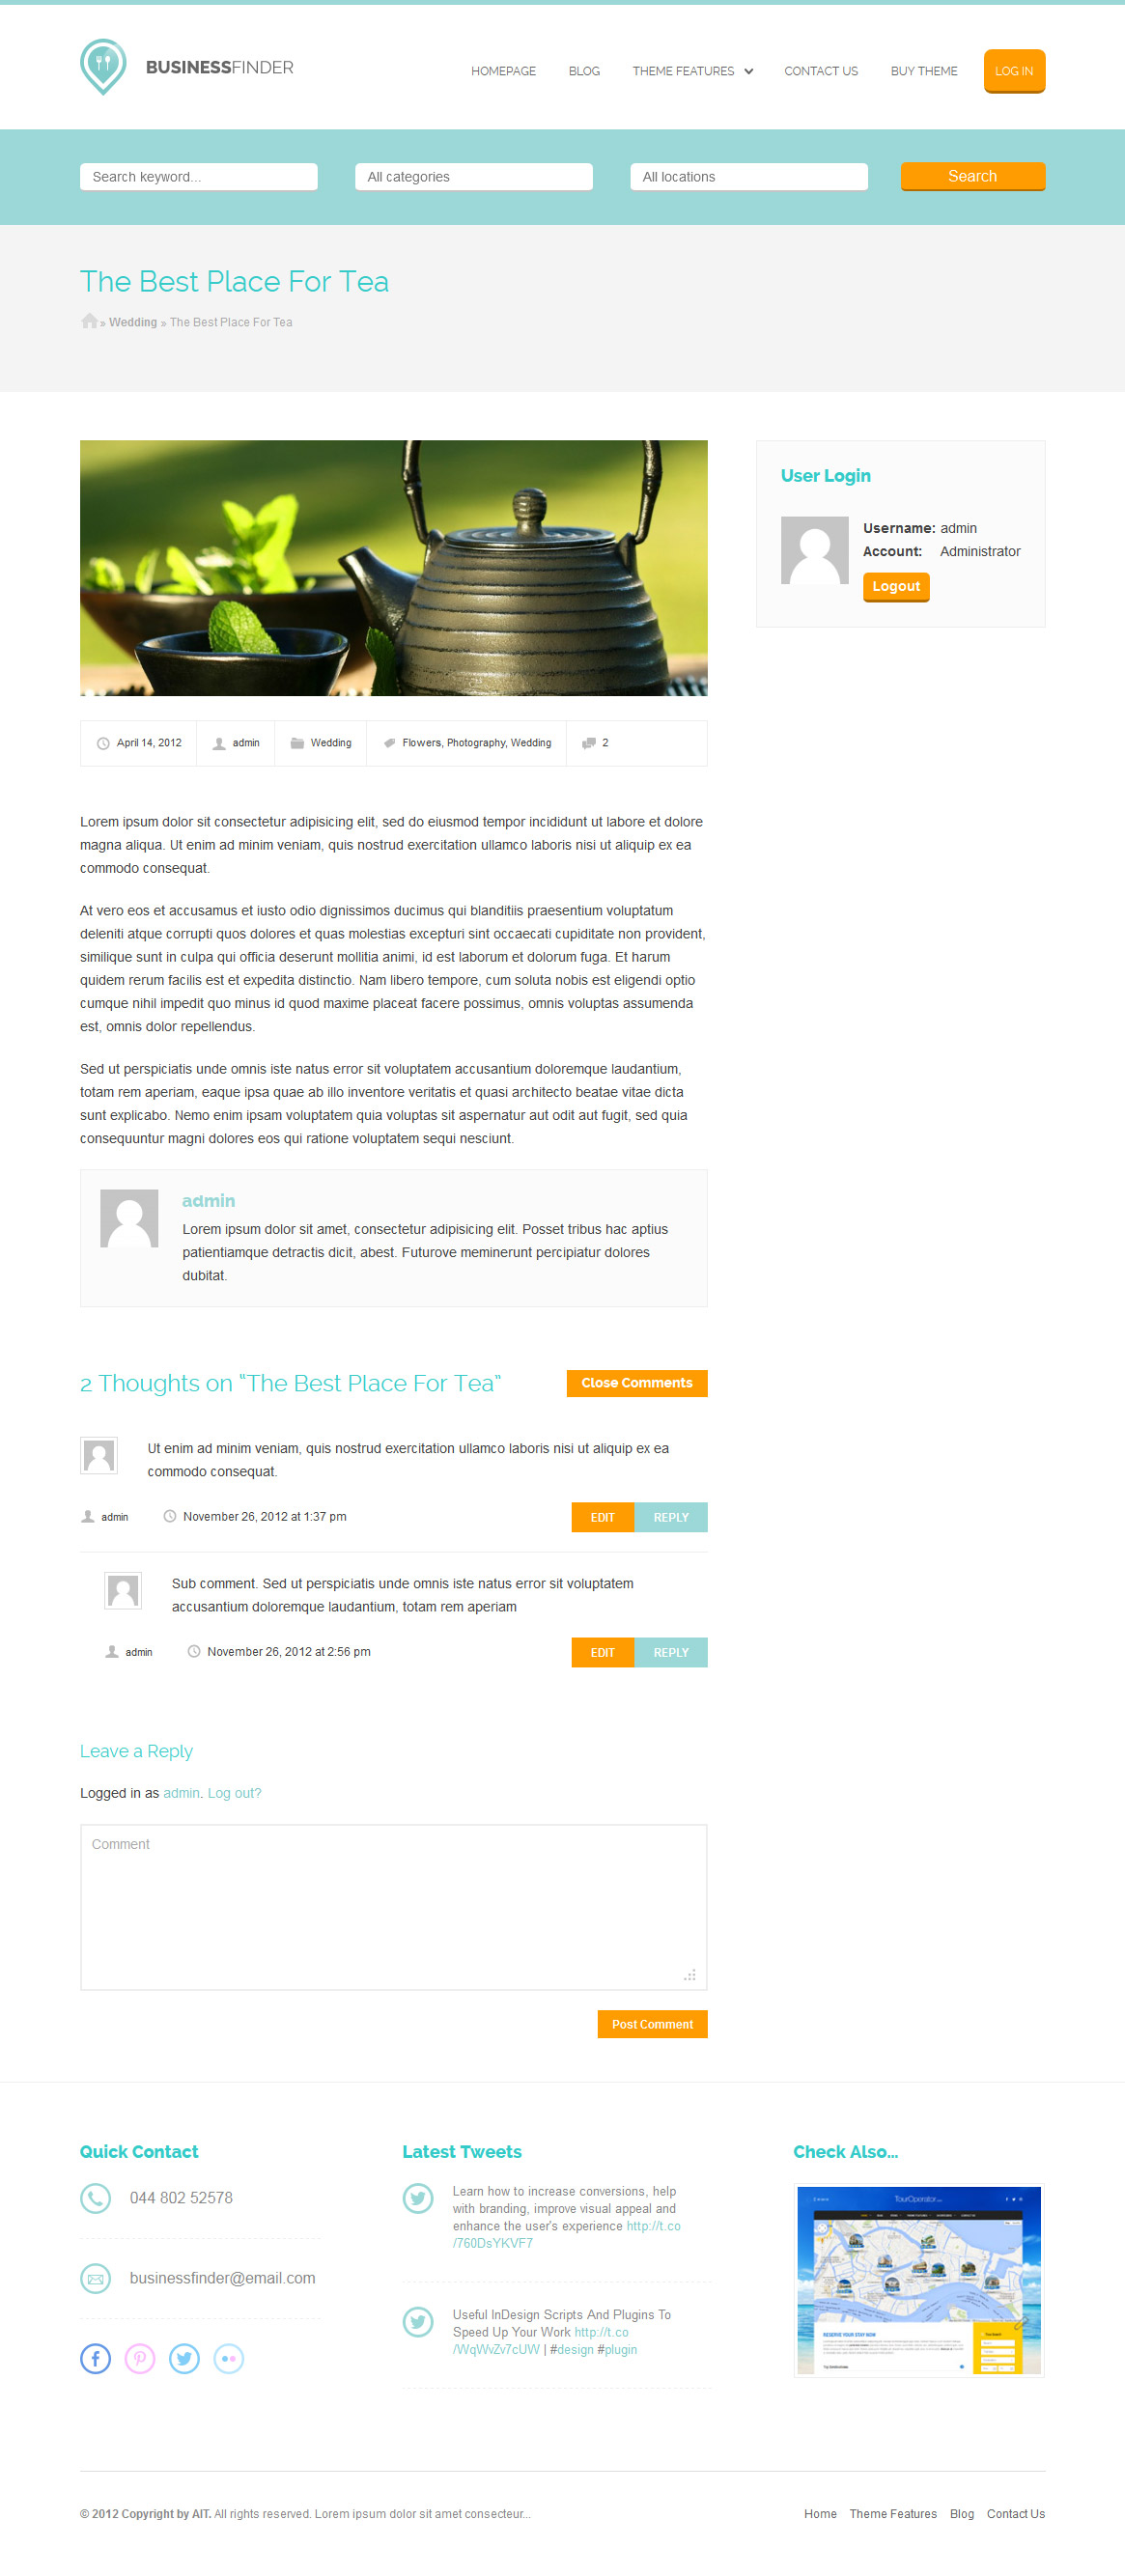 BUSINESSFINDER
HOMEPAGE BLOG THEME FEATURES CONTACT US BUY THEME LOG IN
Search keyword... All categories All locations Search
The Best Place For Tea
» Wedding » The Best Place For Tea
User Login
Username: admin
Account: Administrator
Logout
April 14, 2012 admin Wedding Flowers, Photography, Wedding 2
Lorem ipsum dolor sit consectetur adipisicing elit, sed do eiusmod tempor incididunt ut labore et dolore
magna aliqua. Ut enim ad minim veniam, quis nostrud exercitation ullamco laboris nisi ut aliquip ex ea
commodo consequat.
At vero eos et accusamus et iusto odio dignissimos ducimus qui blanditiis praesentium voluptatum
deleniti atque corrupti quos dolores et quas molestias excepturi sint occaecati cupiditate non provident,
similique sunt in culpa qui officia deserunt mollitia animi, id est laborum et dolorum fuga. Et harum
quidem rerum facilis est et expedita distinctio. Nam libero tempore, cum soluta nobis est eligendi optio
cumque nihil impedit quo minus id quod maxime placeat facere possimus, omnis voluptas assumenda
est, omnis dolor repellendus.
Sed ut perspiciatis unde omnis iste natus error sit voluptatem accusantium doloremque laudantium,
totam rem aperiam, eaque ipsa quae ab illo inventore veritatis et quasi architecto beatae vitae dicta
sunt explicabo. Nemo enim ipsam voluptatem quia voluptas sit aspernatur aut odit aut fugit, sed quia
consequuntur magni dolores eos qui ratione voluptatem sequi nesciunt.
admin
Lorem ipsum dolor sit amet, consectetur adipisicing elit. Posset tribus hac aptius
patientiamque detractis dicit, abest. Futurove meminerunt percipiatur dolores
dubitat.
2 Thoughts on “The Best Place For Tea”
Close Comments
Ut enim ad minim veniam, quis nostrud exercitation ullamco laboris nisi ut aliquip ex ea
commodo consequat.
admin November 26, 2012 at 1:37 pm EDIT REPLY
Sub comment. Sed ut perspiciatis unde omnis iste natus error sit voluptatem
accusantium doloremque laudantium, totam rem aperiam
admin November 26, 2012 at 2:56 pm EDIT REPLY
Leave a Reply
Logged in as admin. Log out?
Comment
Post Comment
Quick Contact
044 802 52578
businessfinder@email.com
Latest Tweets
Learn how to increase conversions, help
with branding, improve visual appeal and
enhance the user's experience http://t.co
/760DsYKVF7
Useful InDesign Scripts And Plugins To
Speed Up Your Work http://t.co
/WqWvZv7cUW | #design #plugin
Check Also...
TourOperator
RESERVE YOUR STAY NOW
© 2012 Copyright by AIT. All rights reserved. Lorem ipsum dolor sit amet consecteur...
Home Theme Features Blog Contact Us